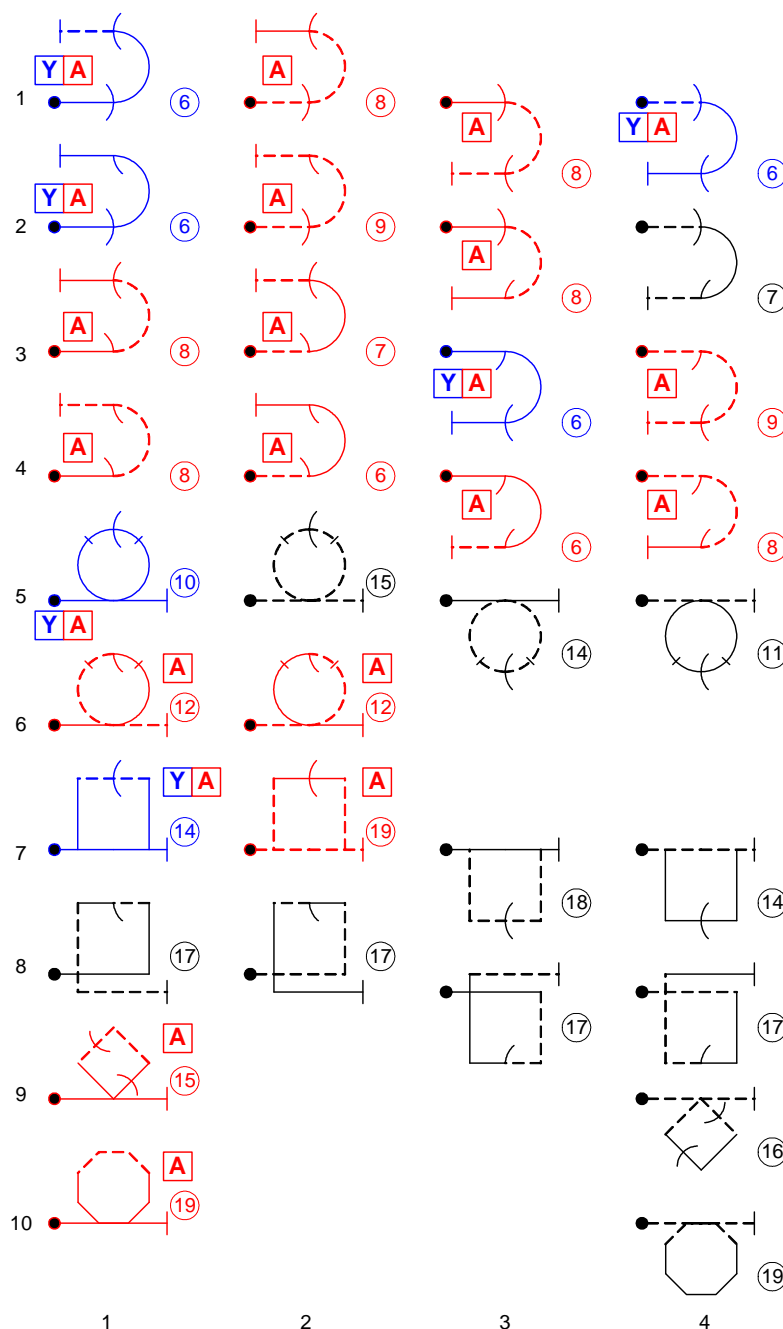 Y A A
1 6 8 A Y A
8 6
Y A A
2 6 9 A
8 7
A A
3 8 7 Y A A
6 9
A A
4 8 6 A A
6 8
5 10 15
Y A 14 11
A A
6 12 12
Y A A
7 14 19
18 14
8 17 17
17 17
A
9 15
16
A
10 19
19
1 2 3 4